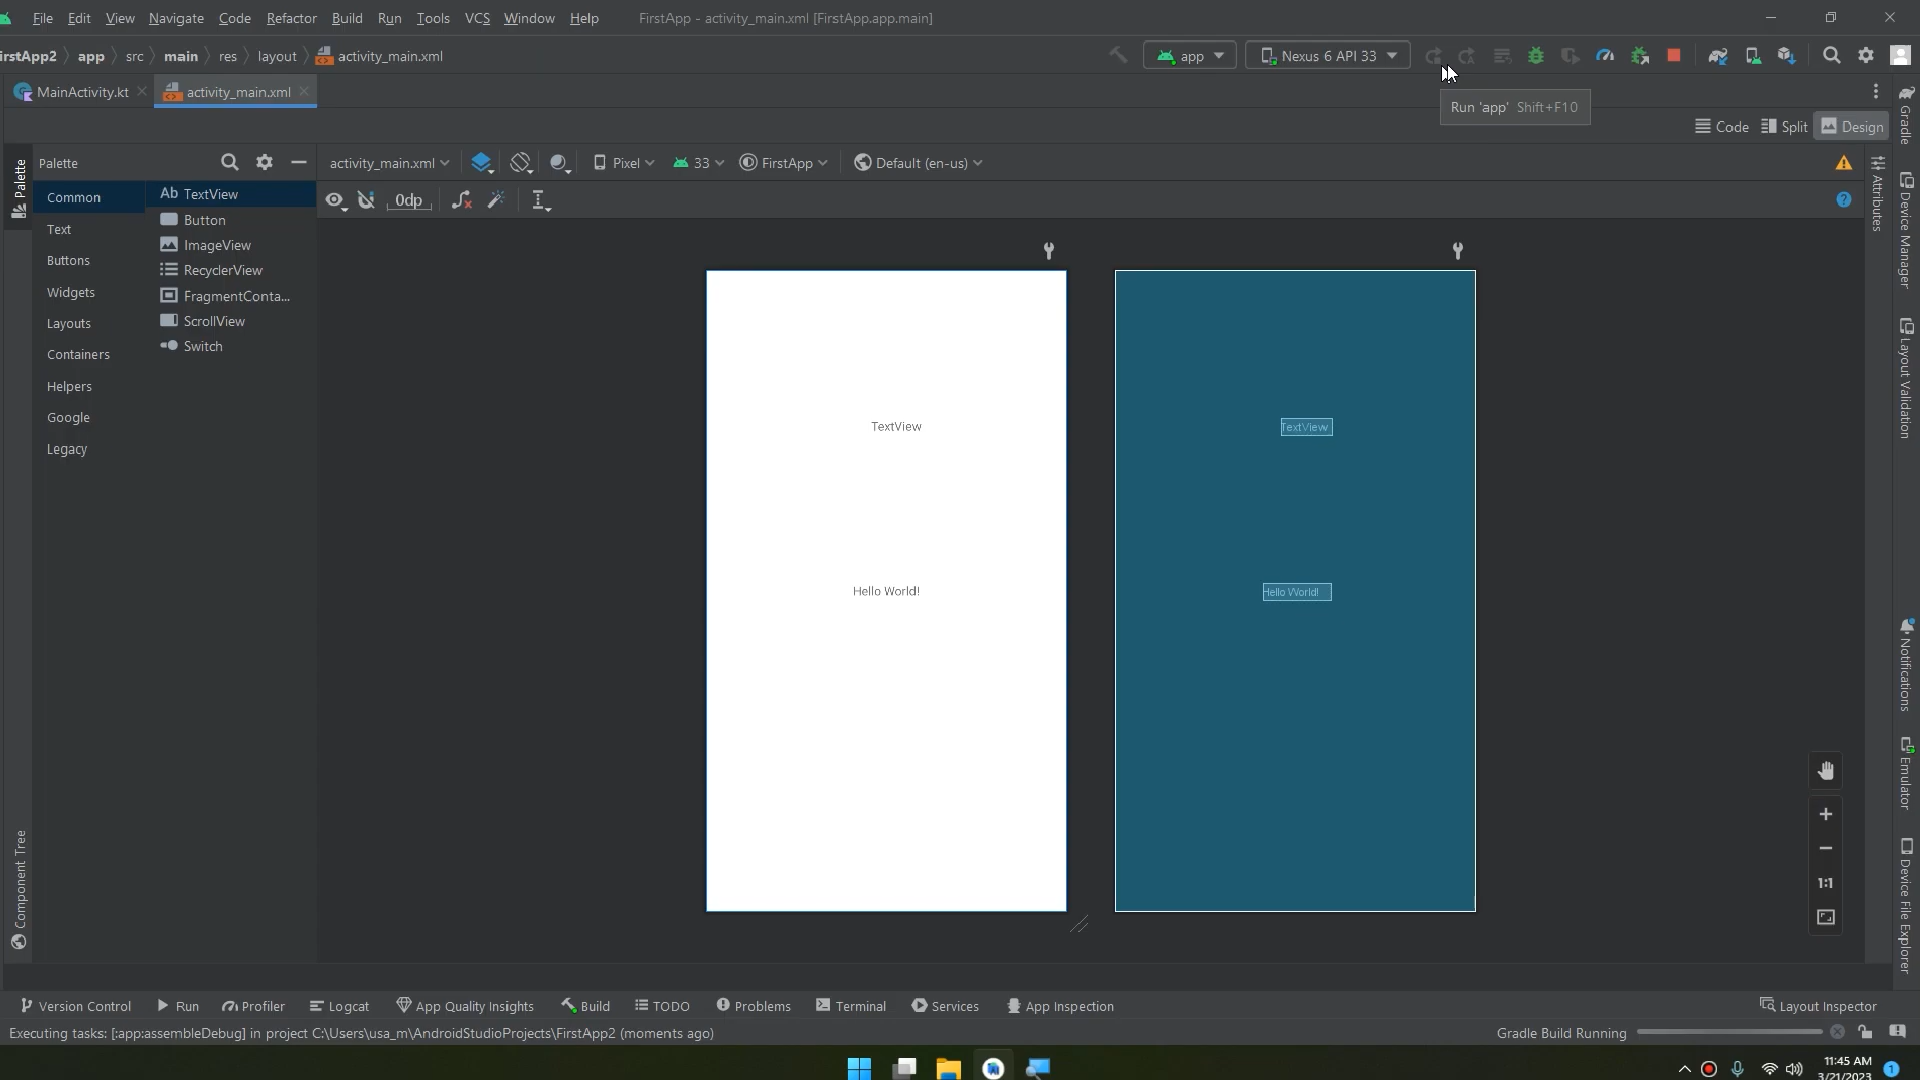 File Edit View Navigate Code Refactor Build Run Tools VCS Window Help FirstApp - activity_main.xml [FirstApp.app.main]
irstApp2 app src main res layout activity_main.xml app Nexus 6 API 33
MainActivity.kt activity_main.xml
Run 'app' Shift+F10
Code Split Design
Palette activity_main.xml Pixel 33 FirstApp Default (en-us)
0dp
Palette
Common
Text
Buttons
Widgets
Layouts
Containers
Helpers
Google
Legacy
Ab TextView
Button
ImageView
RecyclerView
FragmentConta...
ScrollView
Switch
TextView
Hello World!
TextView
Hello World!
Component Tree
1:1
Attributes
Gradle
Device Manager
Layout Validation
Notifications
Emulator
Device File Explorer
Version Control Run Profiler Logcat App Quality Insights Build TODO Problems Terminal Services App Inspection Layout Inspector
Executing tasks: [:app:assembleDebug] in project C:\Users\usa_m\AndroidStudioProjects\FirstApp2 (moments ago) Gradle Build Running
11:45 AM
3/21/2023
1